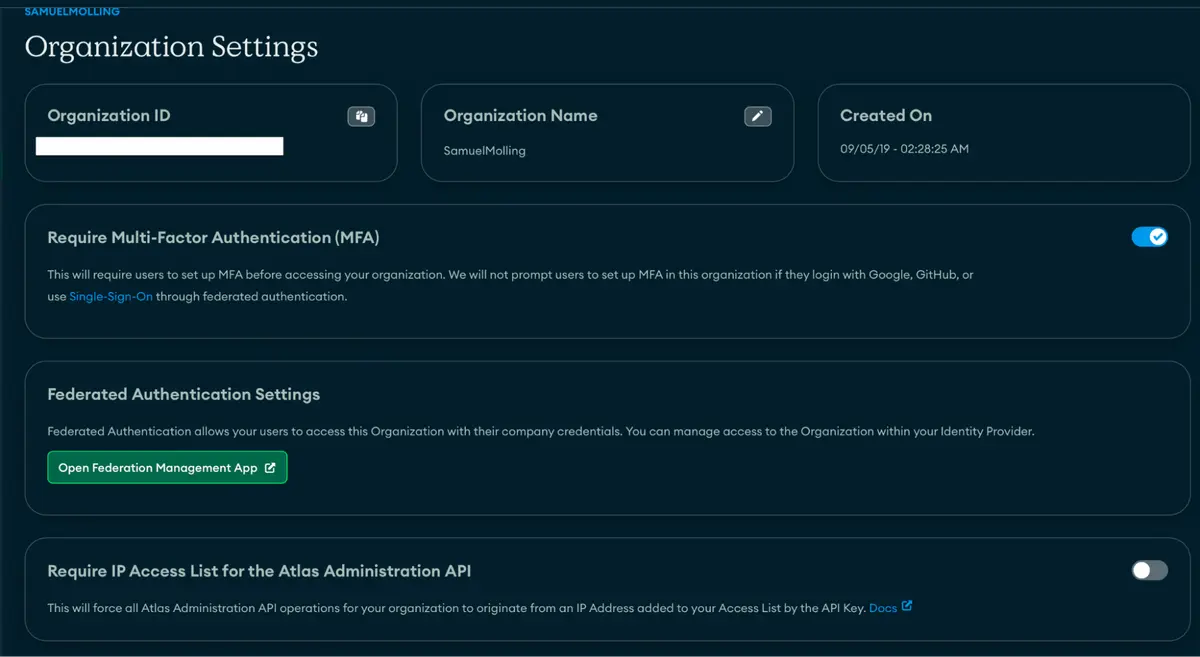 SAMUELMOLLING
Organization Settings
Organization ID
Organization Name
SamuelMolling
Created On
09/05/19 - 02:28:25 AM
Require Multi-Factor Authentication (MFA)
This will require users to set up MFA before accessing your organization. We will not prompt users to set up MFA in this organization if they login with Google, GitHub, or
use Single-Sign-On through federated authentication.
Federated Authentication Settings
Federated Authentication allows your users to access this Organization with their company credentials. You can manage access to the Organization within your Identity Provider.
Open Federation Management App
Require IP Access List for the Atlas Administration API
This will force all Atlas Administration API operations for your organization to originate from an IP Address added to your Access List by the API Key. Docs